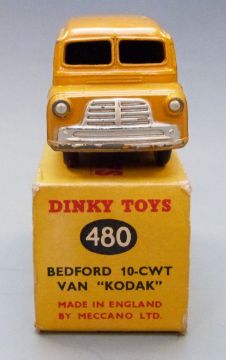 DINKY TOYS
480
BEDFORD 10-CWT
VAN "KODAK"
MADE IN ENGLAND
BY MECCANO LTD.